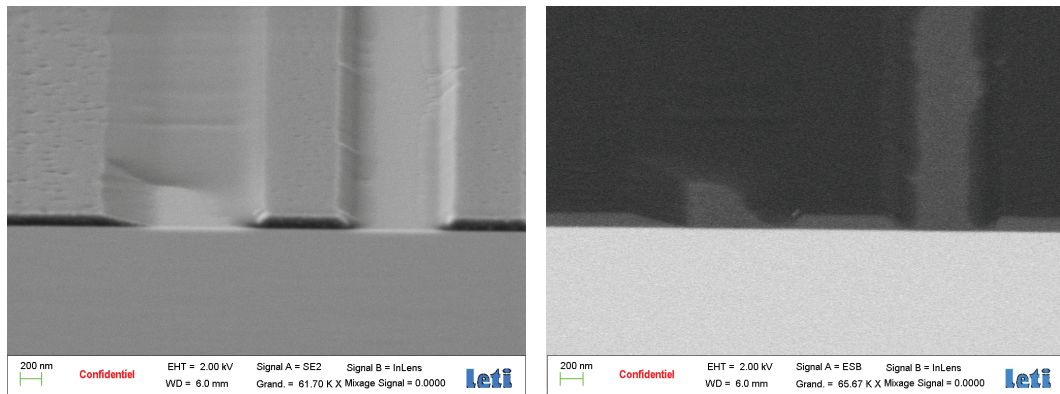 200 nm
Confidentiel
EHT = 2.00 kV Signal A = SE2 Signal B = InLens
WD = 6.0 mm Grand. = 61.70 K X Mixage Signal = 0.0000
leti
200 nm
Confidentiel
EHT = 2.00 kV Signal A = ESB Signal B = InLens
WD = 6.0 mm Grand. = 65.67 K X Mixage Signal = 0.0000
leti